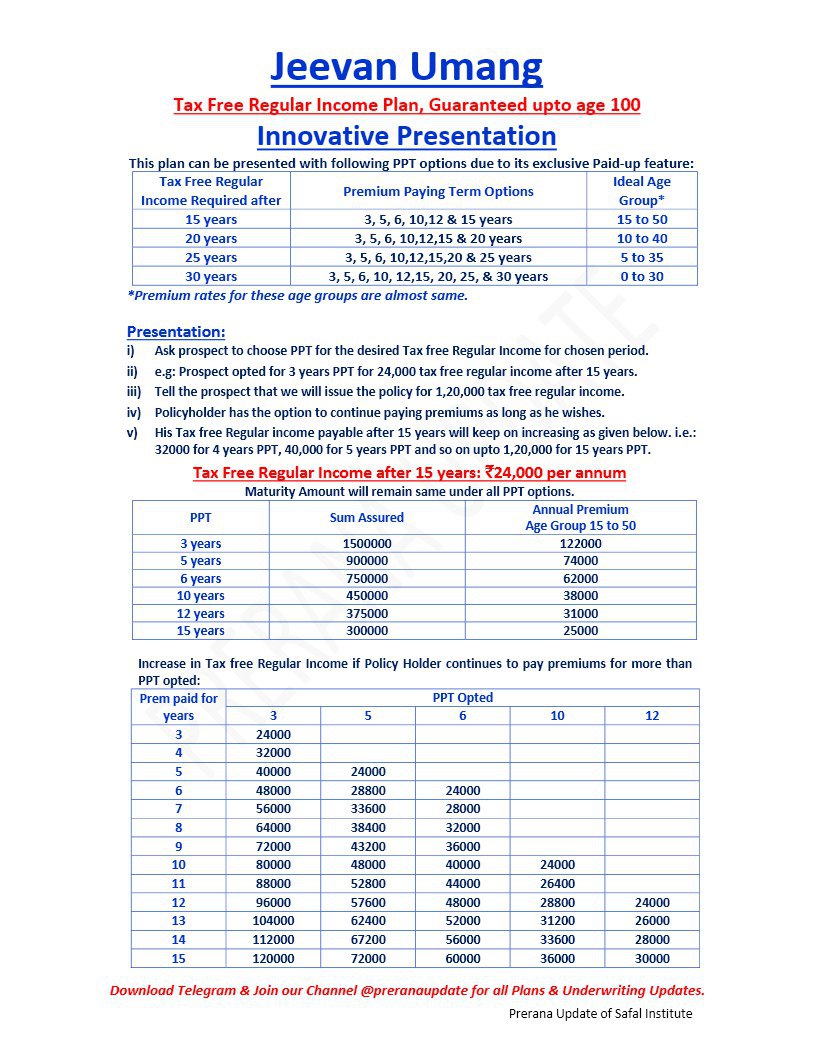 Jeevan Umang
Tax Free Regular Income Plan, Guaranteed upto age 100
Innovative Presentation
This plan can be presented with following PPT options due to its exclusive Paid-up feature:
Tax Free Regular Income Required after | Premium Paying Term Options | Ideal Age Group*
15 years | 3, 5, 6, 10,12 & 15 years | 15 to 50
20 years | 3, 5, 6, 10,12,15 & 20 years | 10 to 40
25 years | 3, 5, 6, 10,12,15,20 & 25 years | 5 to 35
30 years | 3, 5, 6, 10, 12,15, 20, 25, & 30 years | 0 to 30
*Premium rates for these age groups are almost same.
Presentation:
i) Ask prospect to choose PPT for the desired Tax free Regular Income for chosen period.
ii) e.g: Prospect opted for 3 years PPT for 24,000 tax free regular income after 15 years.
iii) Tell the prospect that we will issue the policy for 1,20,000 tax free regular income.
iv) Policyholder has the option to continue paying premiums as long as he wishes.
v) His Tax free Regular income payable after 15 years will keep on increasing as given below. i.e.:
32000 for 4 years PPT, 40,000 for 5 years PPT and so on upto 1,20,000 for 15 years PPT.
Tax Free Regular Income after 15 years: ₹24,000 per annum
Maturity Amount will remain same under all PPT options.
PPT | Sum Assured | Annual Premium Age Group 15 to 50
3 years | 1500000 | 122000
5 years | 900000 | 74000
6 years | 750000 | 62000
10 years | 450000 | 38000
12 years | 375000 | 31000
15 years | 300000 | 25000
Increase in Tax free Regular Income if Policy Holder continues to pay premiums for more than
PPT opted:
Prem paid for years | PPT Opted
3 | 5 | 6 | 10 | 12
3 | 24000
4 | 32000
5 | 40000 | 24000
6 | 48000 | 28800 | 24000
7 | 56000 | 33600 | 28000
8 | 64000 | 38400 | 32000
9 | 72000 | 43200 | 36000
10 | 80000 | 48000 | 40000 | 24000
11 | 88000 | 52800 | 44000 | 26400
12 | 96000 | 57600 | 48000 | 28800 | 24000
13 | 104000 | 62400 | 52000 | 31200 | 26000
14 | 112000 | 67200 | 56000 | 33600 | 28000
15 | 120000 | 72000 | 60000 | 36000 | 30000
Download Telegram & Join our Channel @preranaupdate for all Plans & Underwriting Updates.
Prerana Update of Safal Institute
PRERANA UPDATE